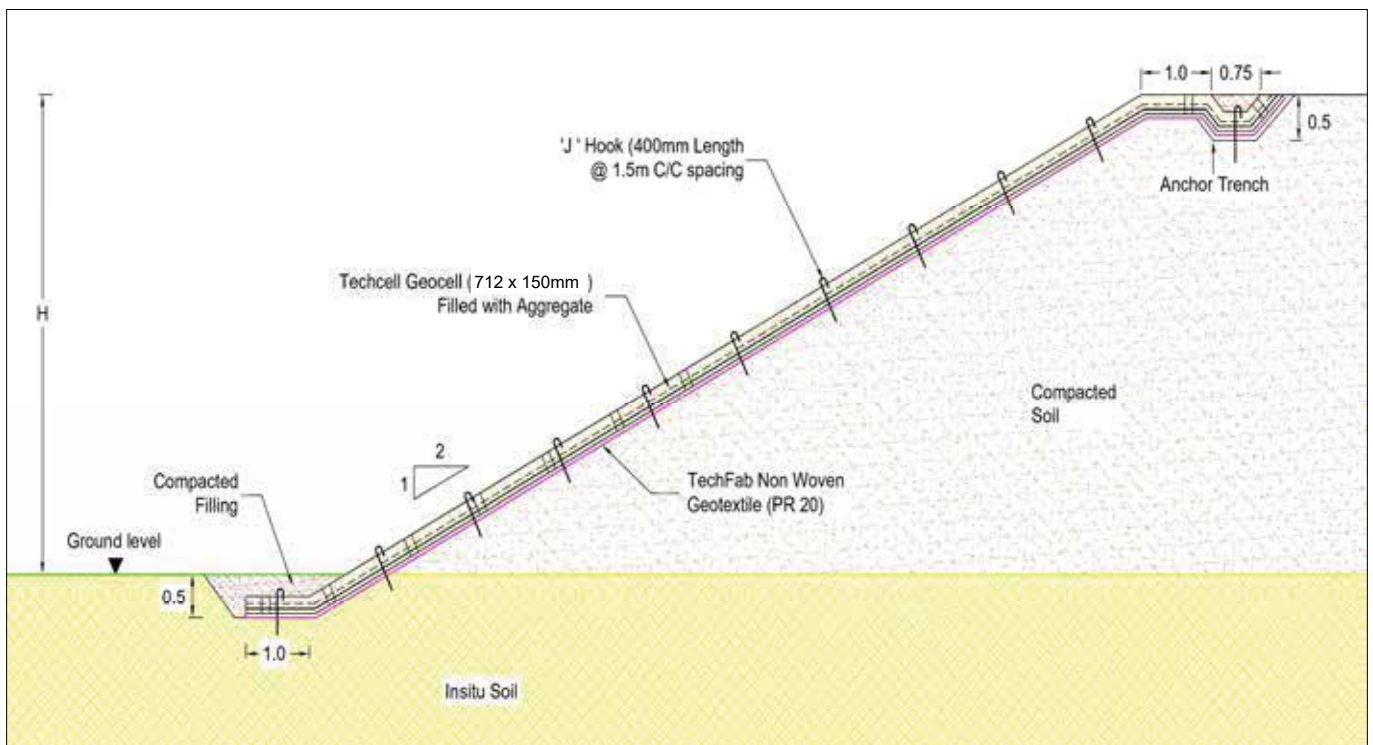 1.0
0.75
0.5
'J ' Hook (400mm Length
@ 1.5m C/C spacing
Anchor Trench
Techcell Geocell ( 712 x 150mm )
Filled with Aggregate
H
Compacted
Soil
2
1
TechFab Non Woven
Geotextile (PR 20)
Compacted
Filling
Ground level
0.5
1.0
Insitu Soil